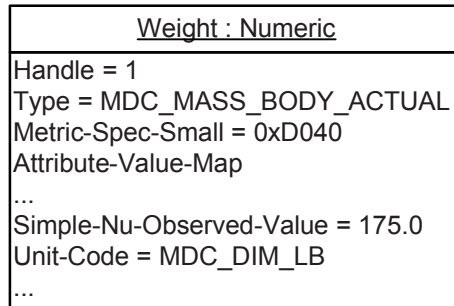 Weight : Numeric
Handle = 1
Type = MDC_MASS_BODY_ACTUAL
Metric-Spec-Small = 0xD040
Attribute-Value-Map
...
Simple-Nu-Observed-Value = 175.0
Unit-Code = MDC_DIM_LB
...